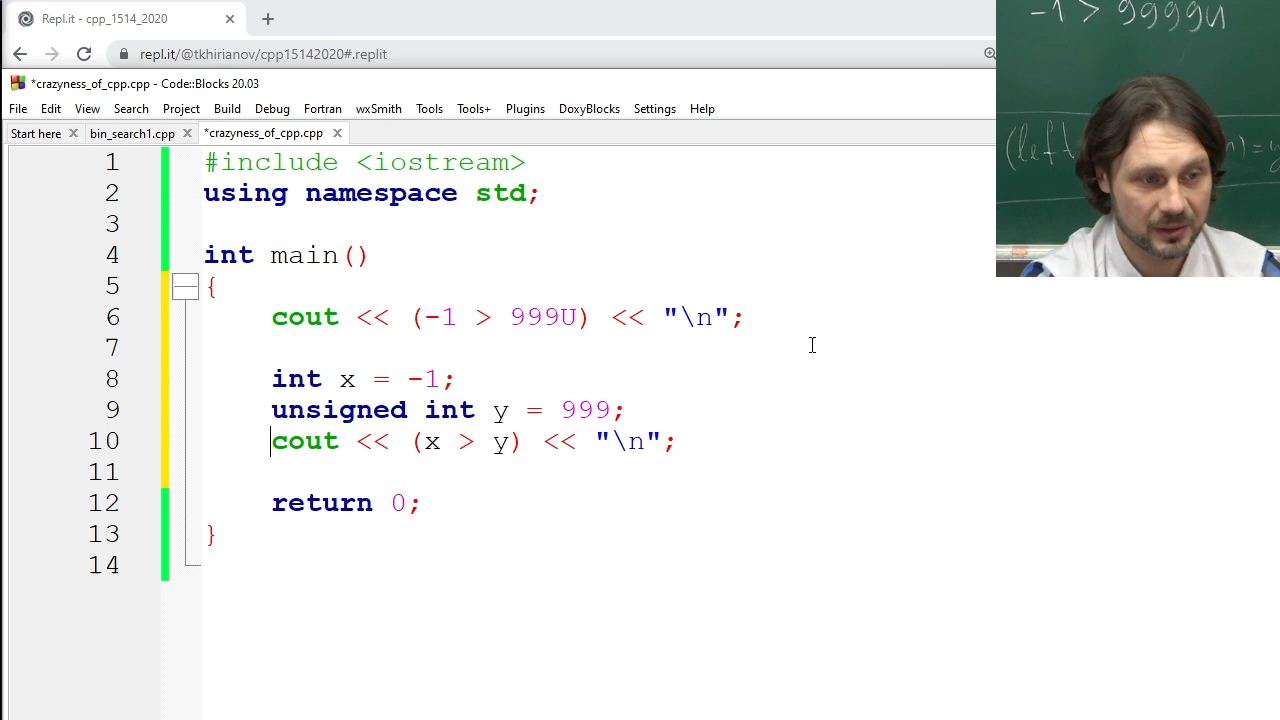 Repl.it - cpp_1514_2020
repl.it/@tkhirianov/cpp15142020#.replit
*crazyness_of_cpp.cpp - Code::Blocks 20.03
File Edit View Search Project Build Debug Fortran wxSmith Tools Tools+ Plugins DoxyBlocks Settings Help
Start here bin_search1.cpp *crazyness_of_cpp.cpp
1 #include <iostream>
2 using namespace std;
3
4 int main()
5 {
6 cout << (-1 > 999U) << "\n";
7
8 int x = -1;
9 unsigned int y = 999;
10 cout << (x > y) << "\n";
11
12 return 0;
13 }
14
-1 > 9999u
(left